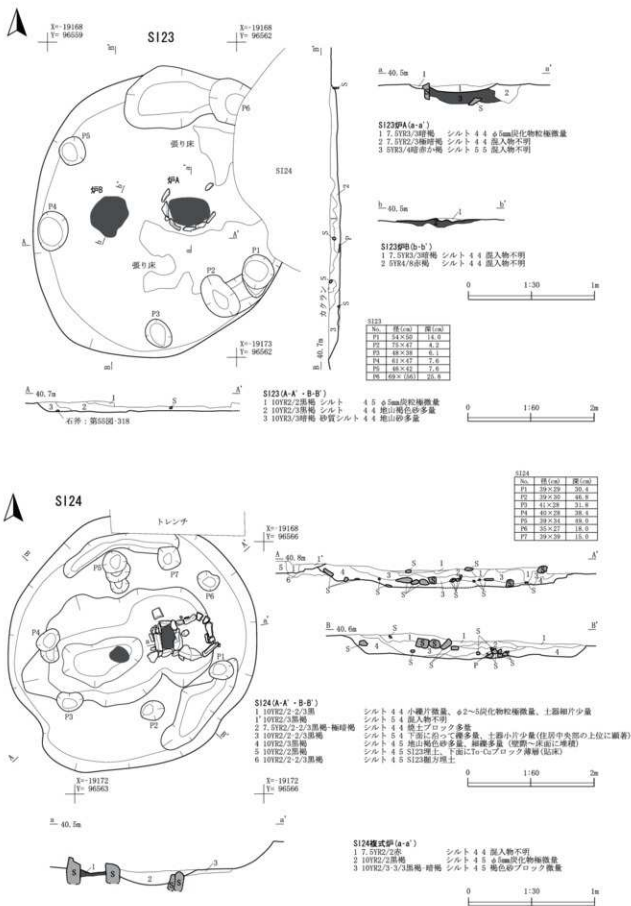 X=-19168
Y= 96559
SI23
X=-19168
Y= 96562
P6
P5
張り床
SI24
炉B
炉A
P4
A
A'
P1
P2
張り床
P3
X=-19173
Y= 96562
カクラン
B 40.7m
a 40.5m
a'
1
2
3
S
SI23炉A(a-a')
1 7.5YR3/3暗褐 シルト 4 4 φ5mm炭化物粒極微量
2 7.5YR2/3極暗褐 シルト 4 4 混入物不明
3 5YR3/4暗赤か褐 シルト 5 5 混入物不明
b 40.5m
b'
1
SI23炉B(b-b')
1 7.5YR3/3暗褐 シルト 4 4 混入物不明
2 5YR4/8赤褐 シルト 4 4 混入物不明
0 1:30 1m
SI23
No. 径(cm) 深(cm)
P1 54×50 14.0
P2 75×47 4.2
P3 48×38 6.1
P4 61×47 7.6
P5 46×42 7.6
P6 69×(56) 25.8
A 40.7m
A'
3 2 1 S
石斧：第55図-318
SI23(A-A'・B-B')
1 10YR2/2黒褐 シルト 4 5 φ5mm炭粒極微量
2 10YR2/3黒褐 シルト 4 4 地山褐色砂多量
3 10YR3/3暗褐 砂質シルト 4 4 地山砂多量
0 1:60 2m
SI24
トレンチ
X=-19168
Y= 96566
P5
P7
P6
P4
P1
P3
P2
X=-19172
Y= 96563
X=-19172
Y= 96566
SI24
No. 径(cm) 深(cm)
P1 39×29 30.4
P2 39×30 46.8
P3 41×28 31.8
P4 40×28 38.4
P5 39×34 48.0
P6 35×27 18.0
P7 39×39 15.0
A 40.8m
A'
B 40.6m
B'
SI24(A-A'・B-B')
1 10YR2/2-2/3黒 シルト 4 4 小礫片微量、φ2～5炭化物粒極微量、土器細片少量
1' 10YR2/3黒褐 シルト 5 4 混入物不明
2 7.5YR2/2-2/3黒褐-極暗褐 シルト 4 4 焼土ブロック多数
3 10YR2/2-2/3黒褐 シルト 5 4 下面に沿って礫多量、土器小片少量(住居中央部の上位に顕著)
4 10YR2/3黒褐 シルト 4 5 地山褐色砂多量、細礫多量（壁際～床面に堆積）
5 10YR2/2黒褐 シルト 4 5 SI23埋土、下面にTo-Cuブロック薄層(貼床)
6 10YR2/2-2/3黒褐 シルト 4 5 SI23掘方埋土
0 1:60 2m
a 40.5m
a'
S 1 S 2 S 3
SI24複式炉(a-a')
1 7.5YR2/2赤 シルト 4 4 混入物不明
2 10YR2/2黒褐 シルト 4 5 φ5mm炭化物極微量
3 10YR2/3-3/3黒褐-暗褐 シルト 4 5 褐色砂ブロック微量
0 1:30 1m